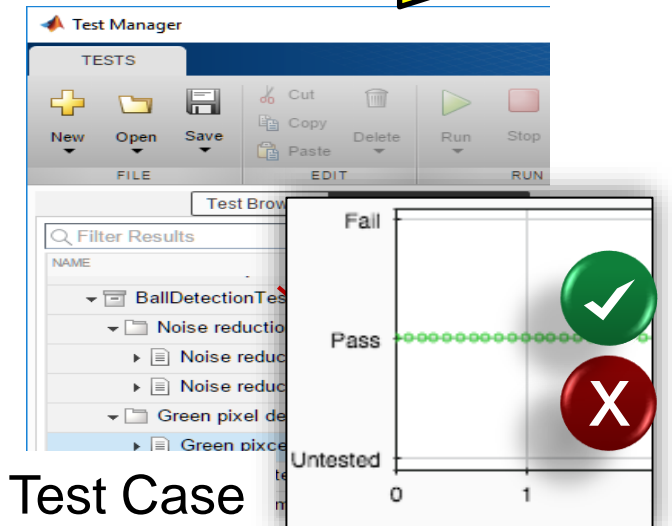 Test Manager
TESTS
New Open Save
Cut
Copy
Paste
Delete
Run
Stop
FILE EDIT RUN
Test Brow
Filter Results
NAME
BallDetectionTes
Noise reductio
Noise reduc
Noise reduc
Green pixel de
Green pixce
Test Case
Fail
Pass
Untested
0 1
X